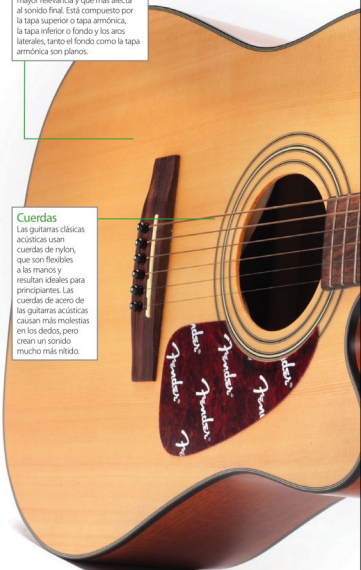 mayor relevancia y que más afecta
al sonido final. Está compuesto por
la tapa superior o tapa armónica,
la tapa inferior o fondo y los aros
laterales, tanto el fondo como la tapa
armónica son planos.
Cuerdas
Las guitarras clásicas
acústicas usan
cuerdas de nylon,
que son flexibles
a las manos y
resultan ideales para
principiantes. Las
cuerdas de acero de
las guitarras acústicas
causan más molestias
en los dedos, pero
crean un sonido
mucho más nítido.
Fender
Fender
Fender
Fender